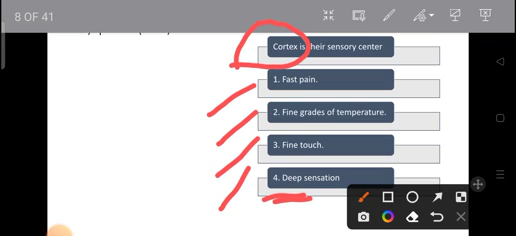 8 OF 41
Cortex is their sensory center
1. Fast pain.
2. Fine grades of temperature.
3. Fine touch.
4. Deep sensation